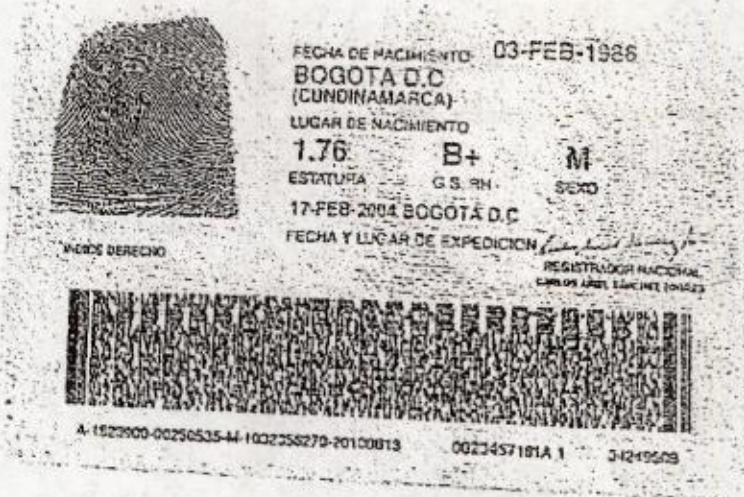 FECHA DE NACIMIENTO 03-FEB-1986
BOGOTA D.C
(CUNDINAMARCA)
LUGAR DE NACIMIENTO
1.76 B+ M
ESTATURA G.S. RH SEXO
17-FEB-2004 BOGOTA D.C
FECHA Y LUGAR DE EXPEDICION
INDICE DERECHO
REGISTRADOR NACIONAL